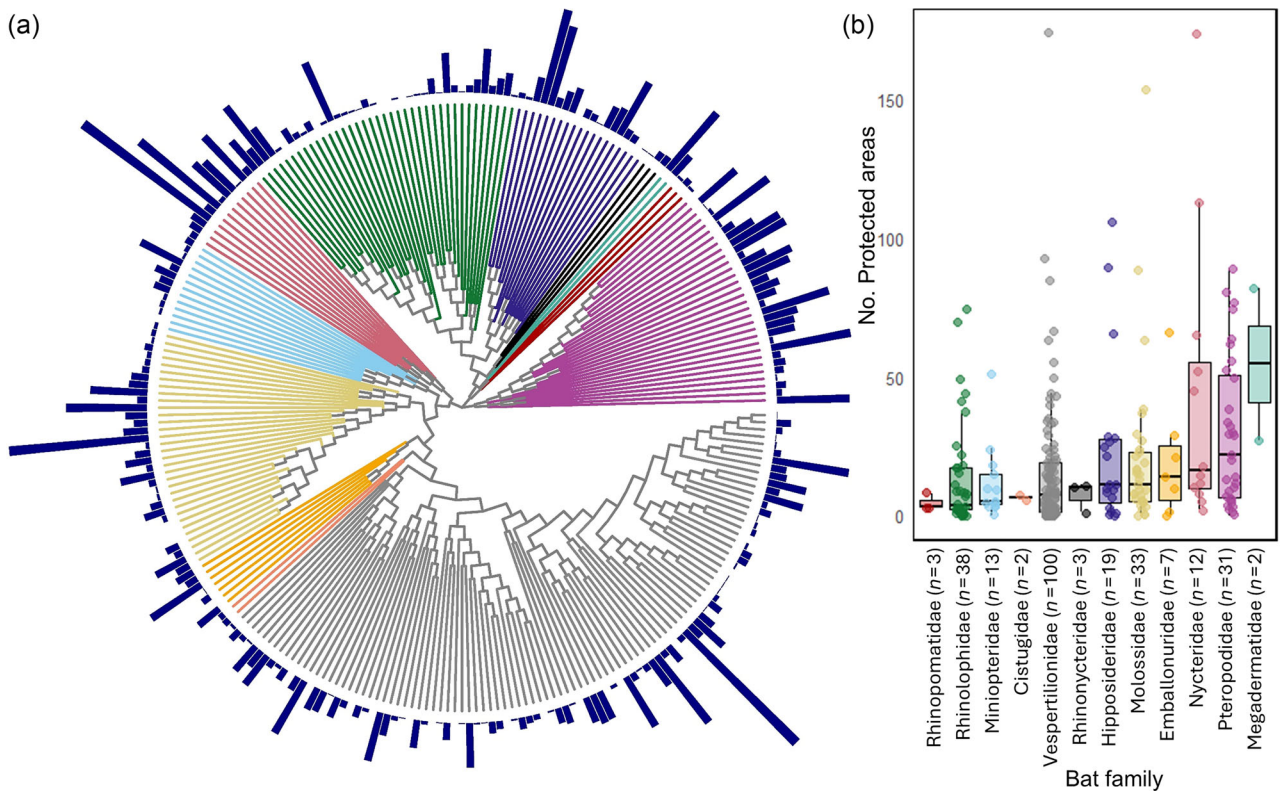 (a)
(b)
No. Protected areas
150
100
50
0
Rhinopomatidae (n = 3)
Rhinolophidae (n = 38)
Miniopteridae (n = 13)
Cistugidae (n = 2)
Vespertilionidae (n = 100)
Rhinonycteridae (n = 3)
Hipposideridae (n = 19)
Molossidae (n = 33)
Emballonuridae (n = 7)
Nycteridae (n = 12)
Pteropodidae (n = 31)
Megadermatidae (n = 2)
Bat family